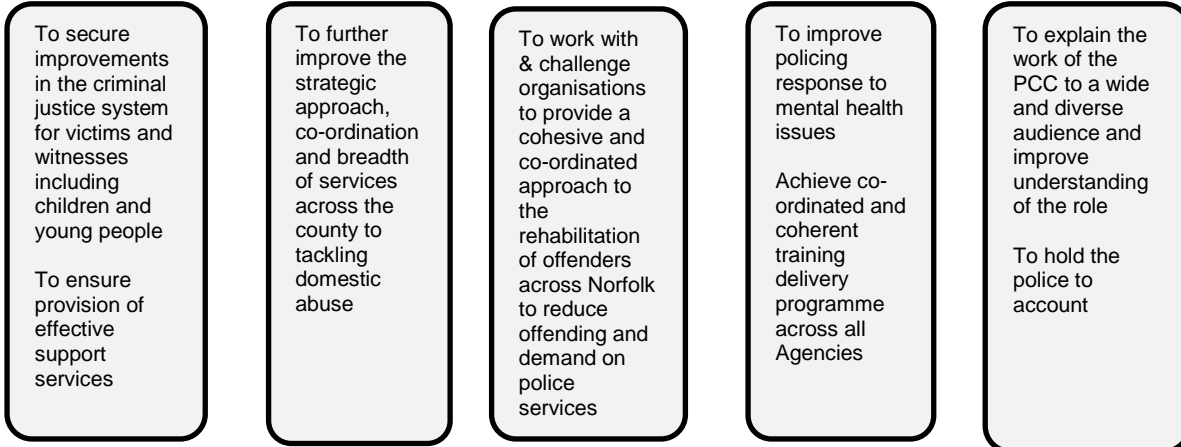 To secure
improvements
in the criminal
justice system
for victims and
witnesses
including
children and
young people
To ensure
provision of
effective
support
services
To further
improve the
strategic
approach,
co-ordination
and breadth
of services
across the
county to
tackling
domestic
abuse
To work with
& challenge
organisations
to provide a
cohesive and
co-ordinated
approach to
the
rehabilitation
of offenders
across Norfolk
to reduce
offending and
demand on
police
services
To improve
policing
response to
mental health
issues
Achieve co-
ordinated and
coherent
training
delivery
programme
across all
Agencies
To explain the
work of the
PCC to a wide
and diverse
audience and
improve
understanding
of the role
To hold the
police to
account